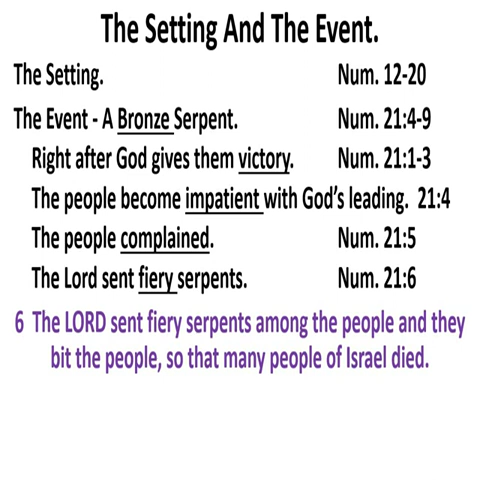 The Setting And The Event.
The Setting. Num. 12-20
The Event - A Bronze Serpent. Num. 21:4-9
Right after God gives them victory. Num. 21:1-3
The people become impatient with God's leading. 21:4
The people complained. Num. 21:5
The Lord sent fiery serpents. Num. 21:6
6 The LORD sent fiery serpents among the people and they
bit the people, so that many people of Israel died.